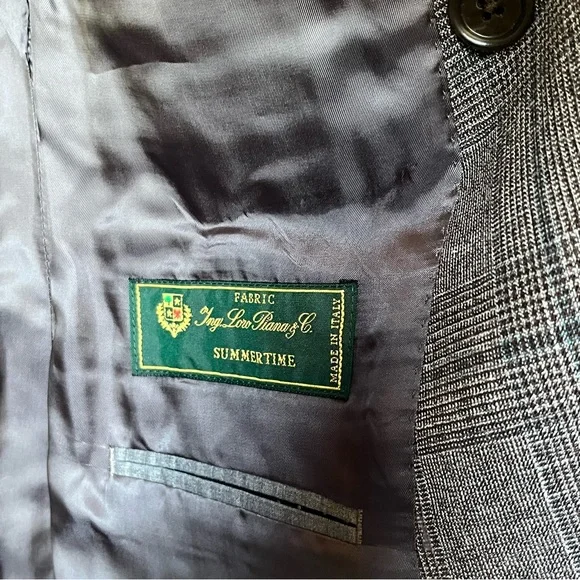 FABRIC
Ing. Loro Piana & C.
SUMMERTIME
MADE IN ITALY